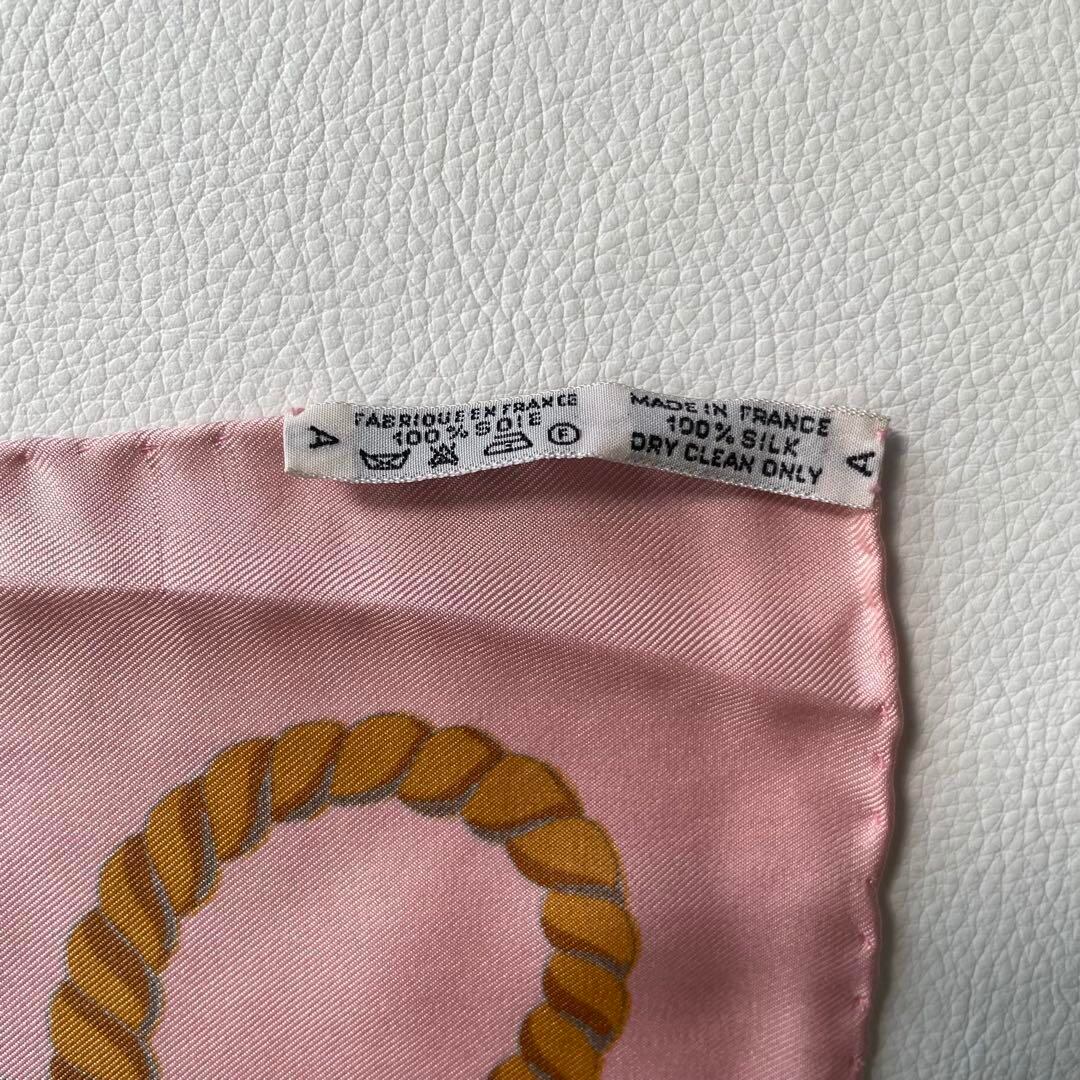 A
FABRIQUE EN FRANCE
100% SOIE
F
MADE IN FRANCE
100% SILK
DRY CLEAN ONLY
A